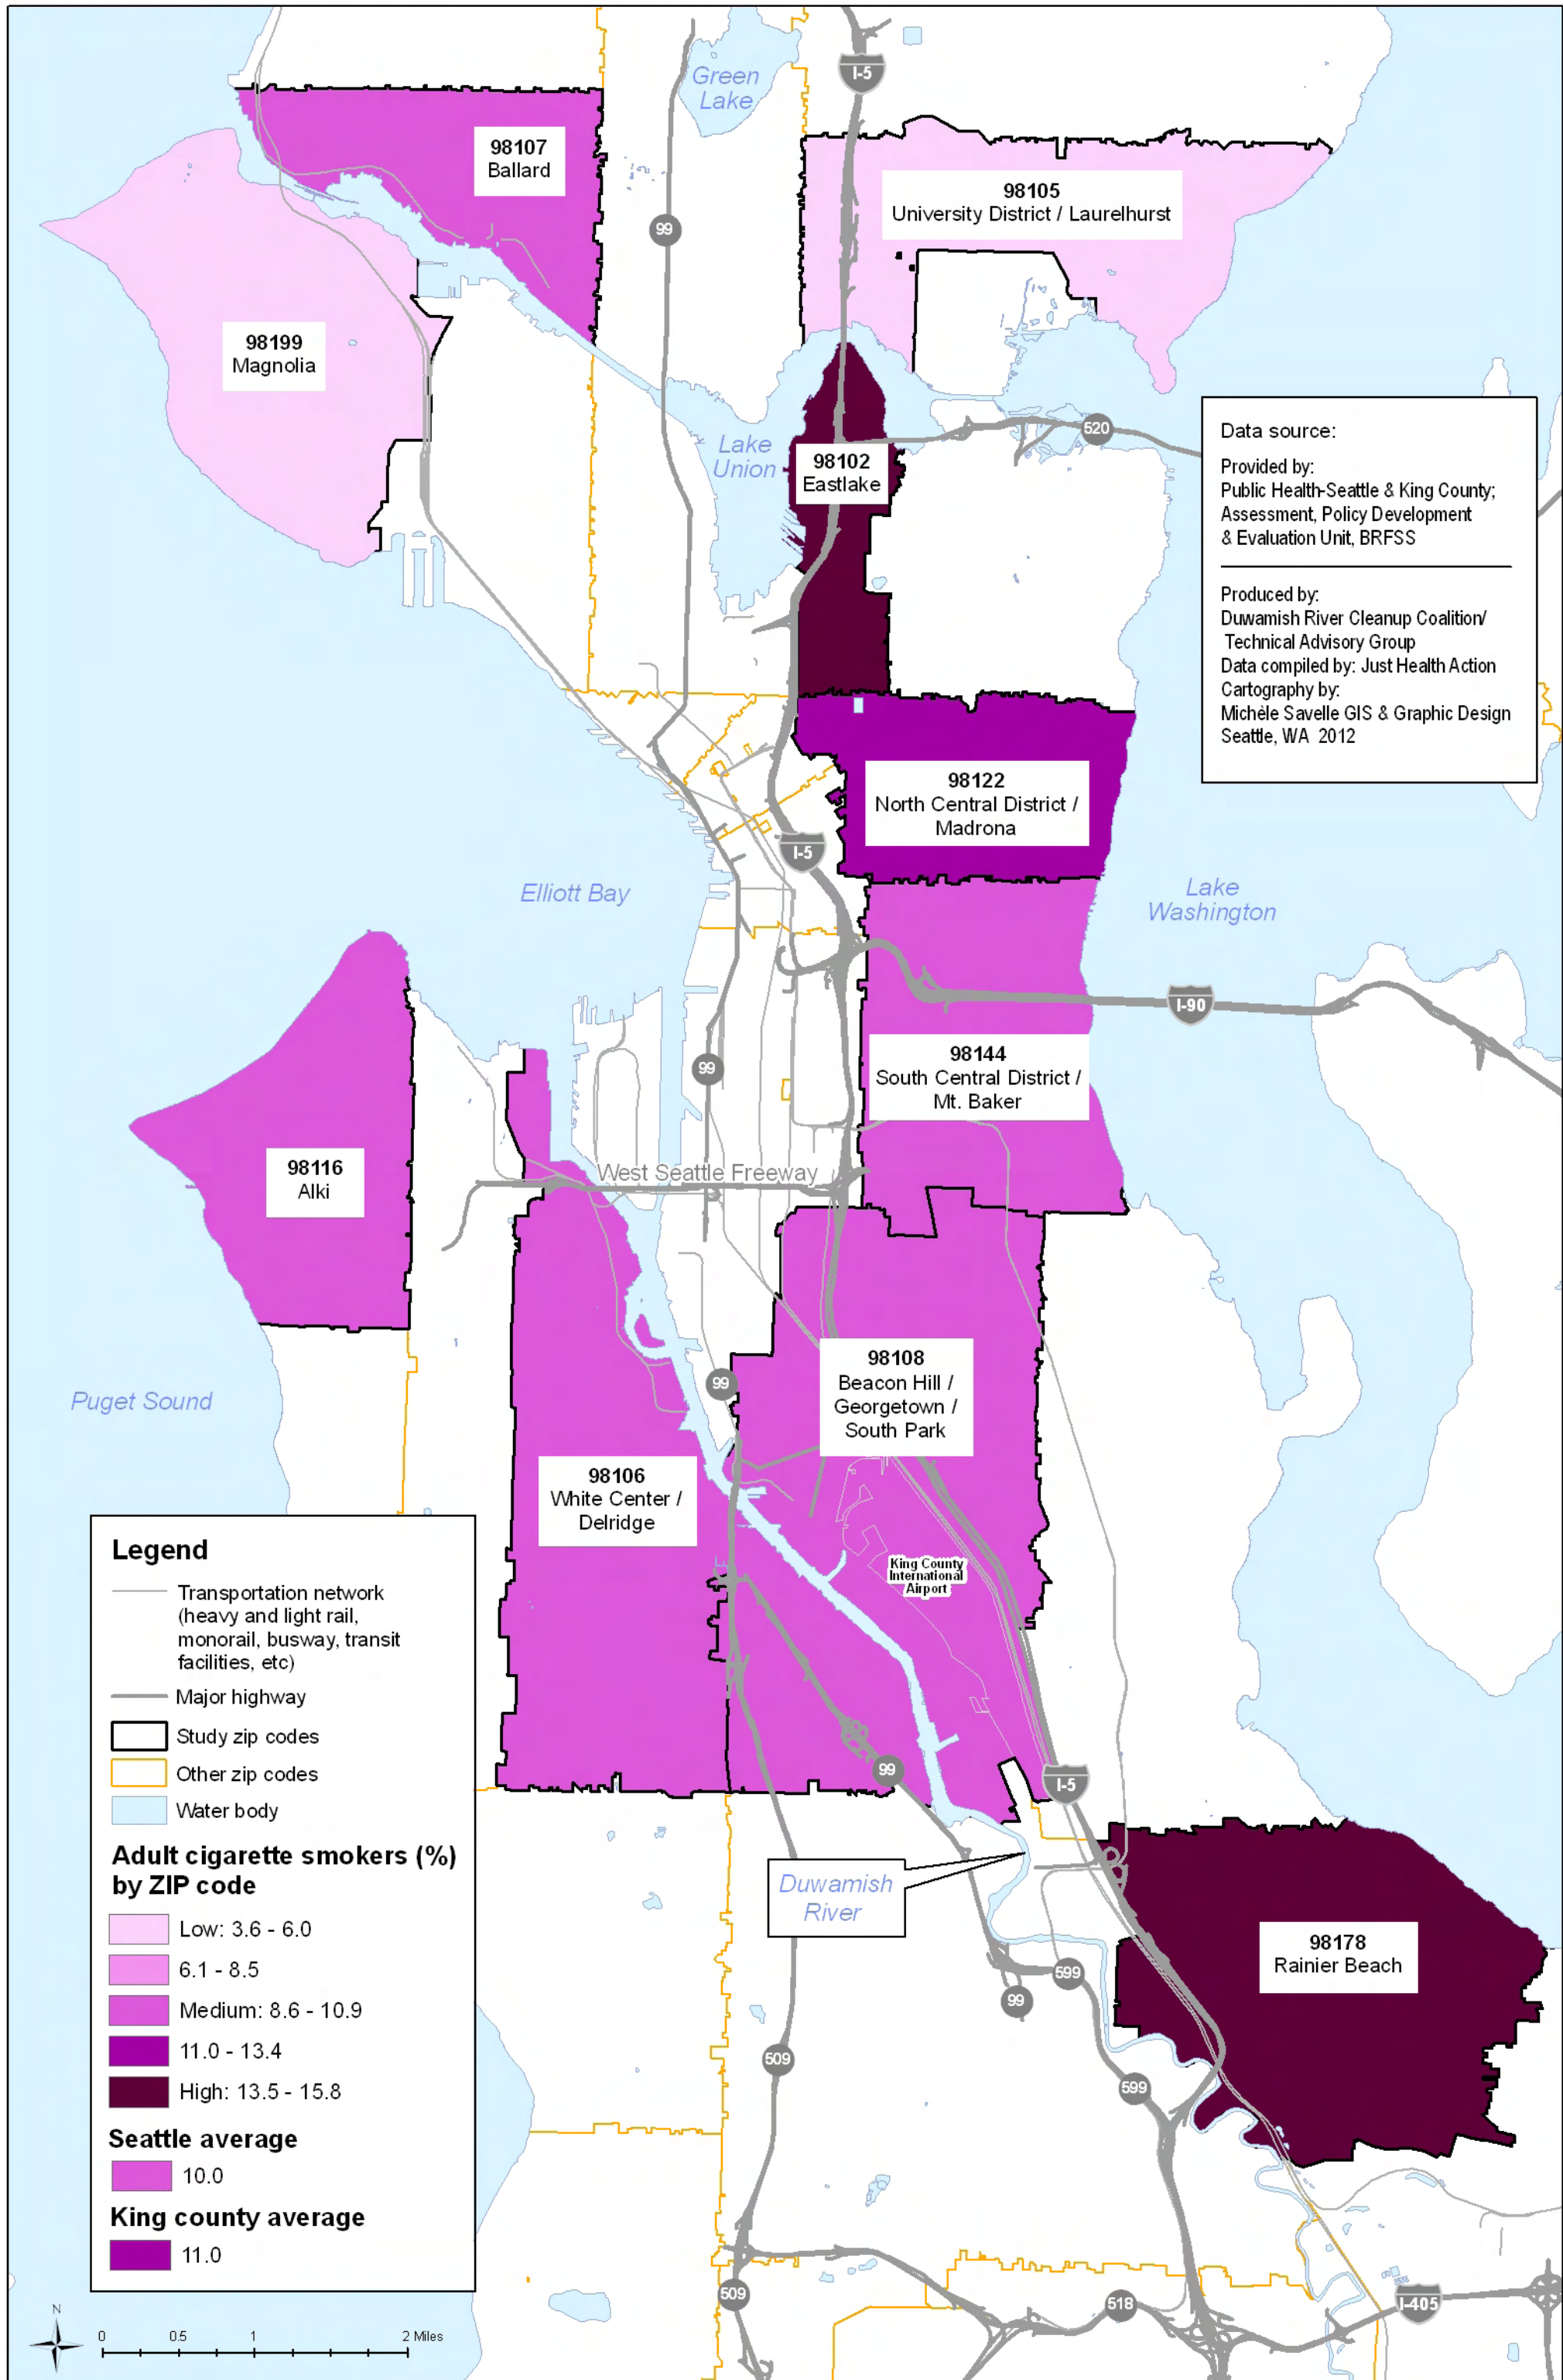 I-5
Green
Lake
98107
Ballard
98105
University District / Laurelhurst
99
98199
Magnolia
520
Lake
Union
98102
Eastlake
Data source:
Provided by:
Public Health-Seattle & King County;
Assessment, Policy Development
& Evaluation Unit, BRFSS
Produced by:
Duwamish River Cleanup Coalition/
Technical Advisory Group
Data compiled by: Just Health Action
Cartography by:
Michèle Savelle GIS & Graphic Design
Seattle, WA 2012
98122
North Central District /
Madrona
I-5
Elliott Bay
Lake
Washington
I-90
98144
South Central District /
Mt. Baker
99
98116
Alki
West Seattle Freeway
98108
Beacon Hill /
Georgetown /
South Park
99
Puget Sound
98106
White Center /
Delridge
King County
International
Airport
99
I-5
Duwamish
River
98178
Rainier Beach
599
99
509
599
509
518
I-405
Legend
Transportation network
(heavy and light rail,
monorail, busway, transit
facilities, etc)
Major highway
Study zip codes
Other zip codes
Water body
Adult cigarette smokers (%)
by ZIP code
Low: 3.6 - 6.0
6.1 - 8.5
Medium: 8.6 - 10.9
11.0 - 13.4
High: 13.5 - 15.8
Seattle average
10.0
King county average
11.0
N
0 0.5 1 2 Miles